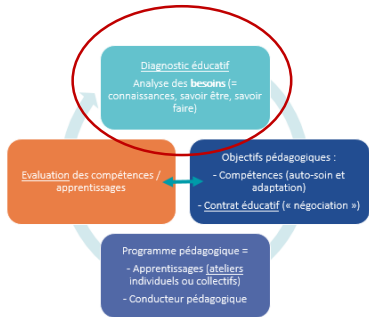 Diagnostic éducatif
Analyse des besoins (=
connaissances, savoir être, savoir
faire)
Evaluation des compétences /
apprentissages
Objectifs pédagogiques :
- Compétences (auto-soin et
adaptation)
- Contrat éducatif (« négociation »)
Programme pédagogique =
- Apprentissages (ateliers
individuels ou collectifs)
- Conducteur pédagogique